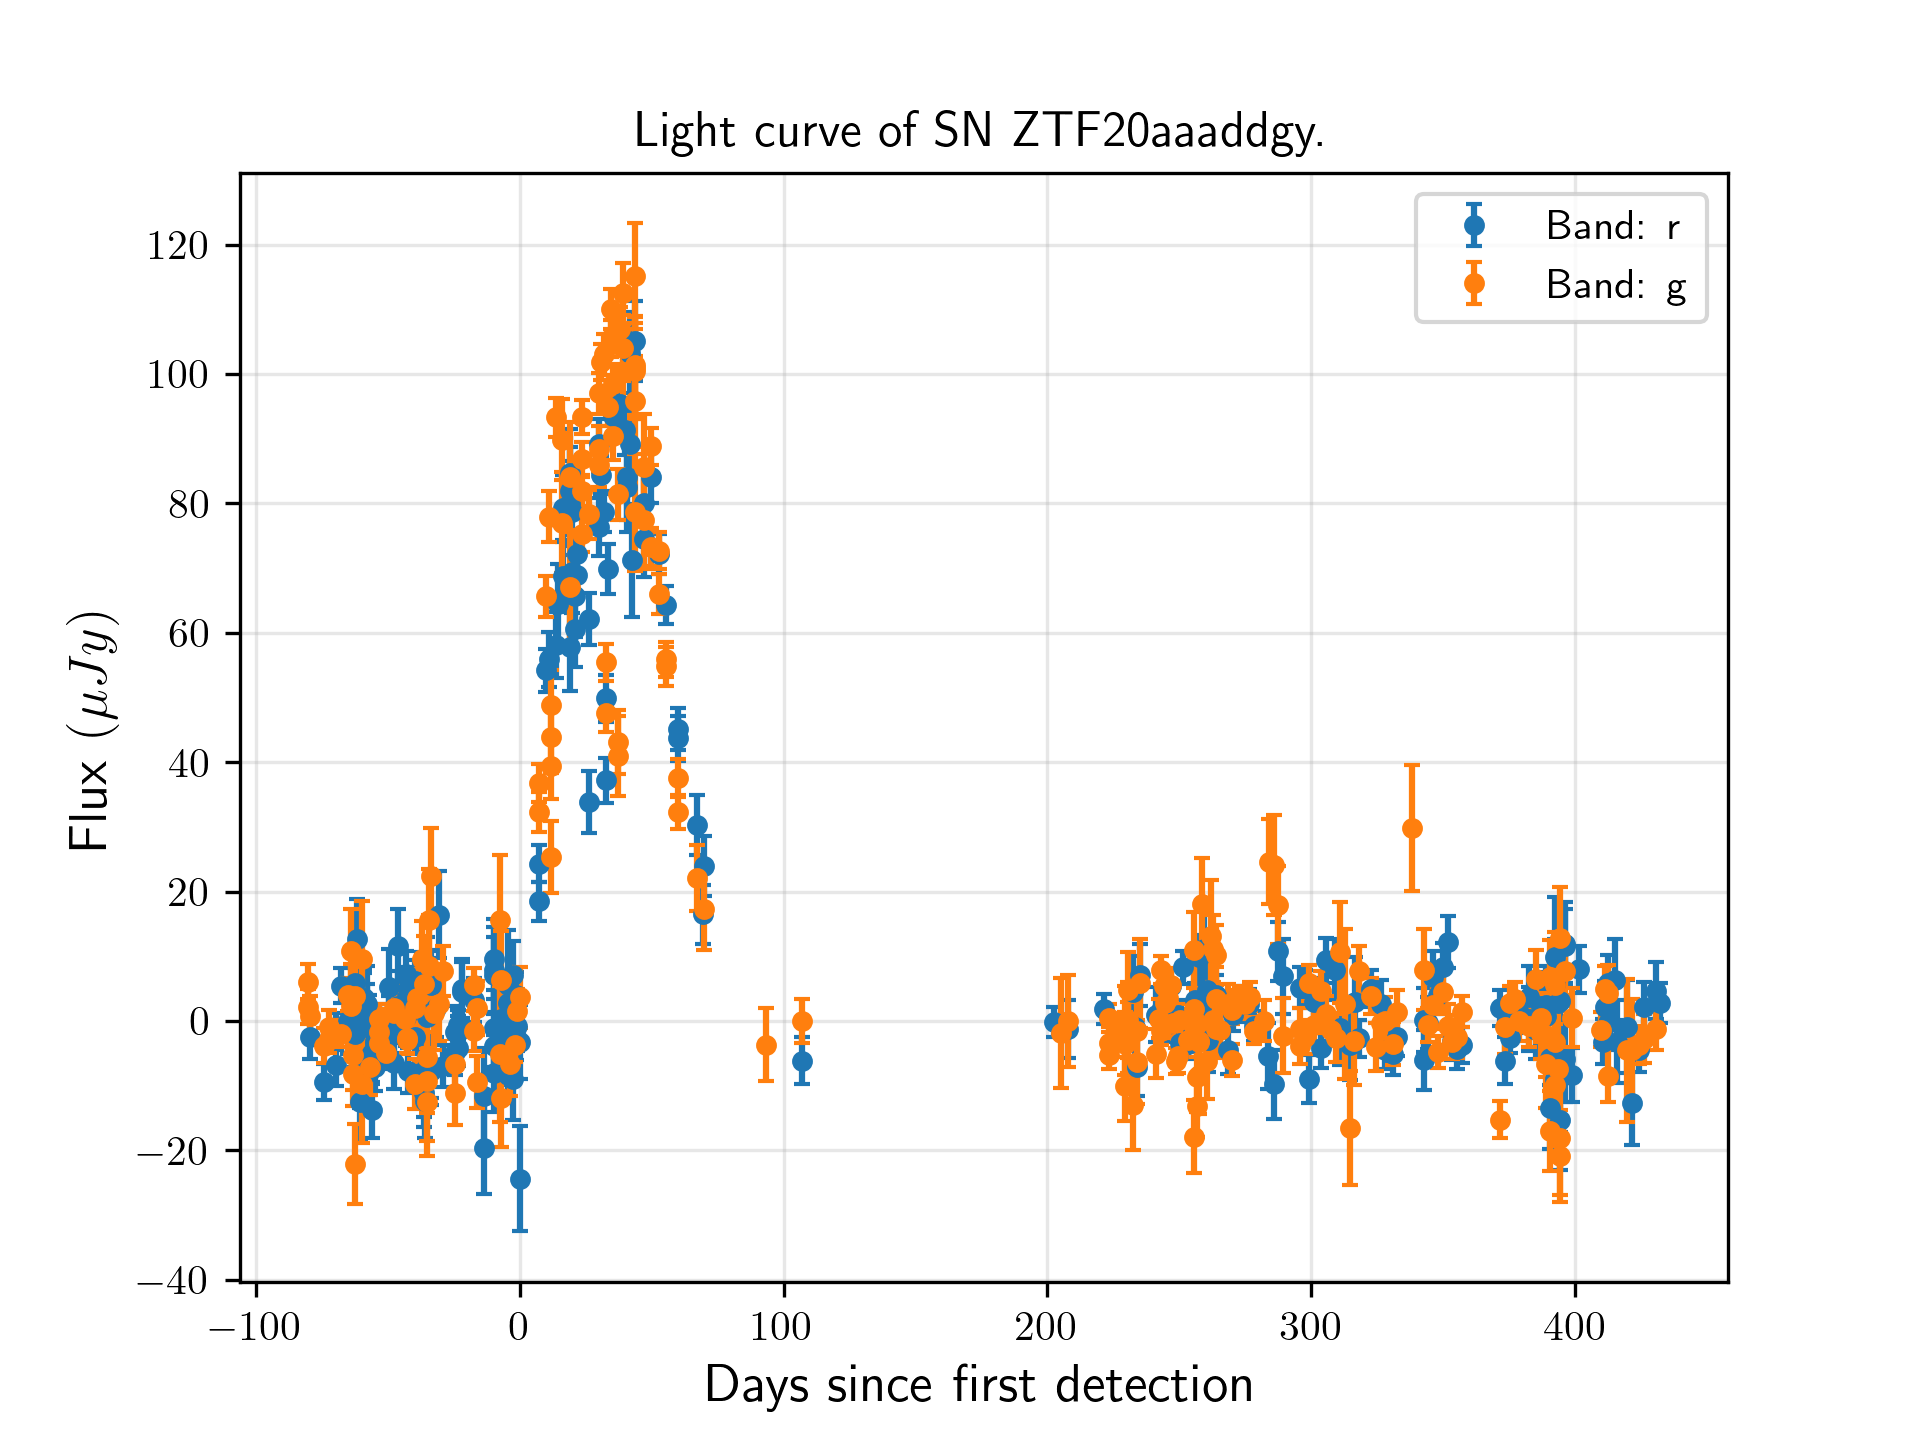 Light curve of SN ZTF20aaaddgy.
Band: r
Band: g
120
100
80
60
40
20
0
−20
−40
Flux (μJy)
−100 0 100 200 300 400
Days since first detection